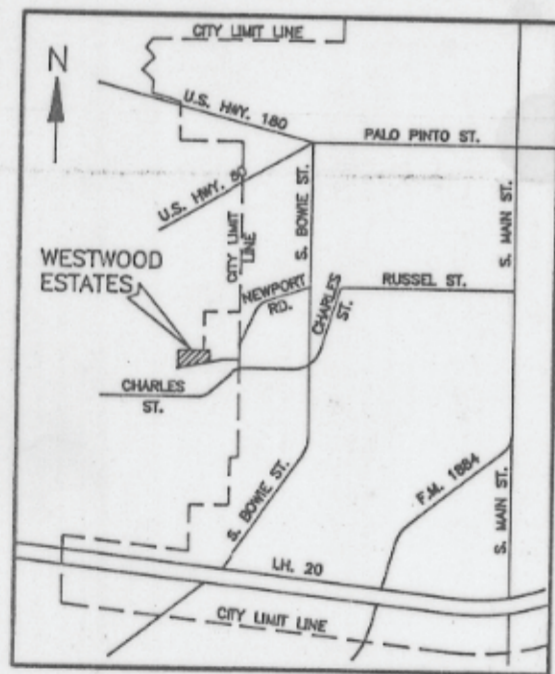 CITY LIMIT LINE
N
U.S. HWY. 180
PALO PINTO ST.
U.S. HWY. 80
S. BOWIE ST.
S. MAIN ST.
CITY LIMIT
LINE
WESTWOOD
ESTATES
NEWPORT
RD.
CHARLES
ST.
RUSSEL ST.
CHARLES
ST.
S. BOWIE ST.
F.M. 1884
S. MAIN ST.
I.H. 20
CITY LIMIT LINE